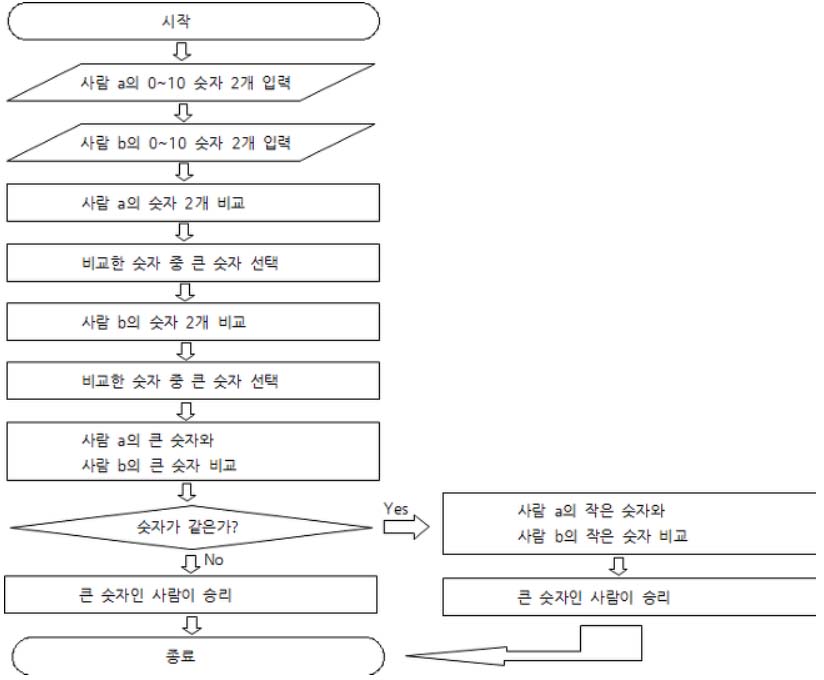 시작
사람 a의 0~10 숫자 2개 입력
사람 b의 0~10 숫자 2개 입력
사람 a의 숫자 2개 비교
비교한 숫자 중 큰 숫자 선택
사람 b의 숫자 2개 비교
비교한 숫자 중 큰 숫자 선택
사람 a의 큰 숫자와
사람 b의 큰 숫자 비교
숫자가 같은가?
Yes
사람 a의 작은 숫자와
사람 b의 작은 숫자 비교
No
큰 숫자인 사람이 승리
큰 숫자인 사람이 승리
종료